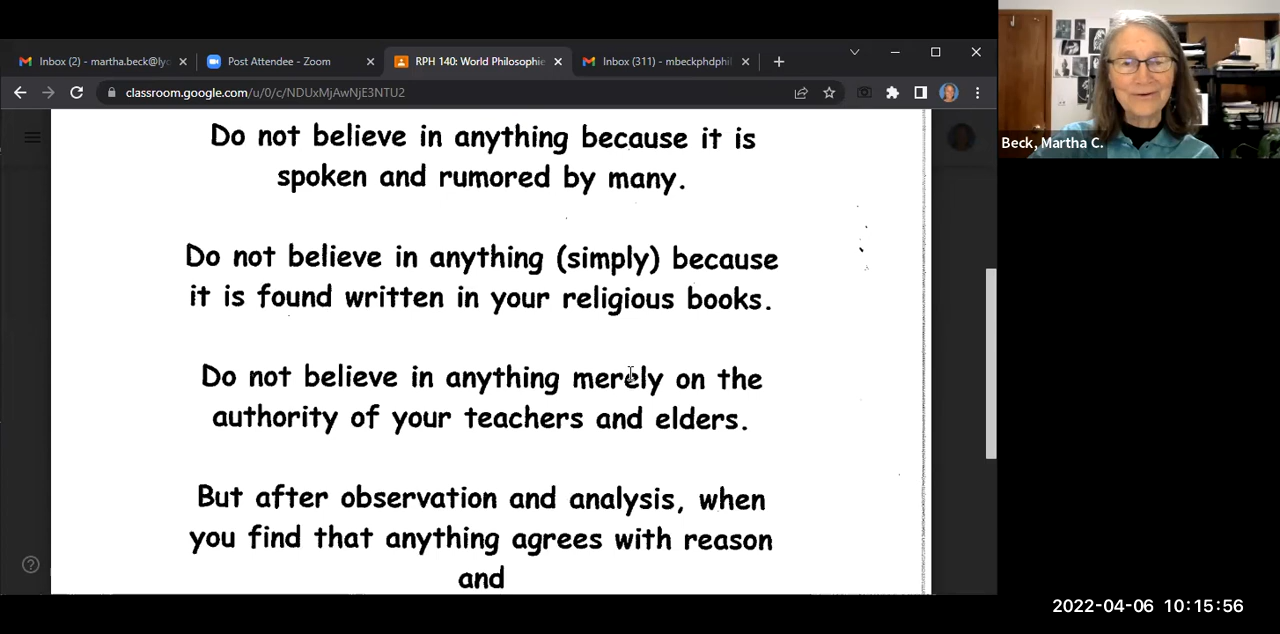 Inbox (2) - martha.beck@lyc
Post Attendee - Zoom
RPH 140: World Philosophie
Inbox (311) - mbeckphdphil
classroom.google.com/u/0/c/NDUxMjAwNjE3NTU2
Do not believe in anything because it is
spoken and rumored by many.
Do not believe in anything (simply) because
it is found written in your religious books.
Do not believe in anything merely on the
authority of your teachers and elders.
But after observation and analysis, when
you find that anything agrees with reason
and
Beck, Martha C.
2022-04-06 10:15:56